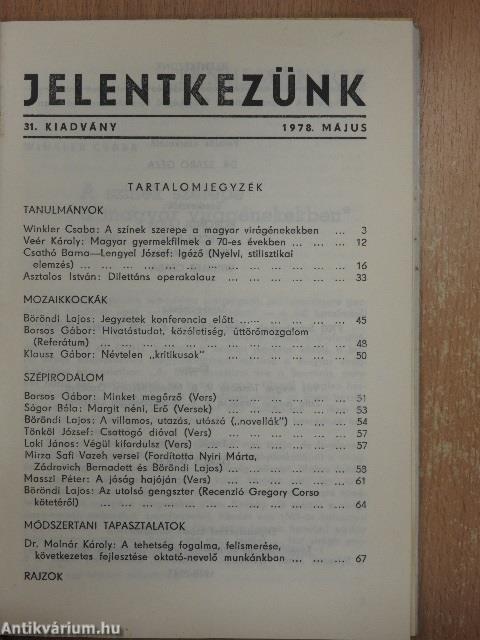 JELENTKEZÜNK
31. KIADVÁNY 1978. MÁJUS
TARTALOMJEGYZÉK
TANULMÁNYOK
Winkler Csaba: A színek szerepe a magyar virágénekekben ... 3
Veér Károly: Magyar gyermekfilmek a 70-es években ... ... ... 12
Csathó Barna—Lengyel József: Igéző (Nyelvi, stilisztikai
elemzés) ... ... ... ... ... ... ... ... ... ... ... ... 16
Asztalos István: Dilettáns operakalauz ... ... ... ... ... 33
MOZAIKKOCKÁK
Böröndi Lajos: Jegyzetek konferencia előtt ... ... ... ... ... 45
Borsos Gábor: Hivatástudat, közéletiség, úttörőmozgalom
(Referátum) ... ... ... ... ... ... ... ... ... ... ... 48
Klausz Gábor: Névtelen „kritikusok" ... ... ... ... ... ... 50
SZÉPIRODALOM
Borsos Gábor: Minket megőrző (Vers) ... ... ... ... ... 51
Ságor Béla: Margit néni, Erő (Versek) ... ... ... ... ... 53
Böröndi Lajos: A villamos, utazás, utószó („novellák") ... ... 54
Tönköl József: Csattogó dióval (Vers) ... ... ... ... ... 57
Laki János: Végül kifordulsz (Vers) ... ... ... ... ... ... 57
Mirza Safi Vazeh versei (Fordította Nyiri Márta,
Zádrovich Bernadett és Böröndi Lajos) ... ... ... ... ... 58
Masszi Péter: A jóság hajóján (Vers) ... ... ... ... ... 61
Böröndi Lajos: Az utolsó gengszter (Recenzió Gregory Corso
kötetéről) ... ... ... ... ... ... ... ... ... ... ... 64
MÓDSZERTANI TAPASZTALATOK
Dr. Molnár Károly: A tehetség fogalma, felismerése,
következetes fejlesztése oktató-nevelő munkánkban ... ... ... 67
RAJZOK
Antikvárium.hu